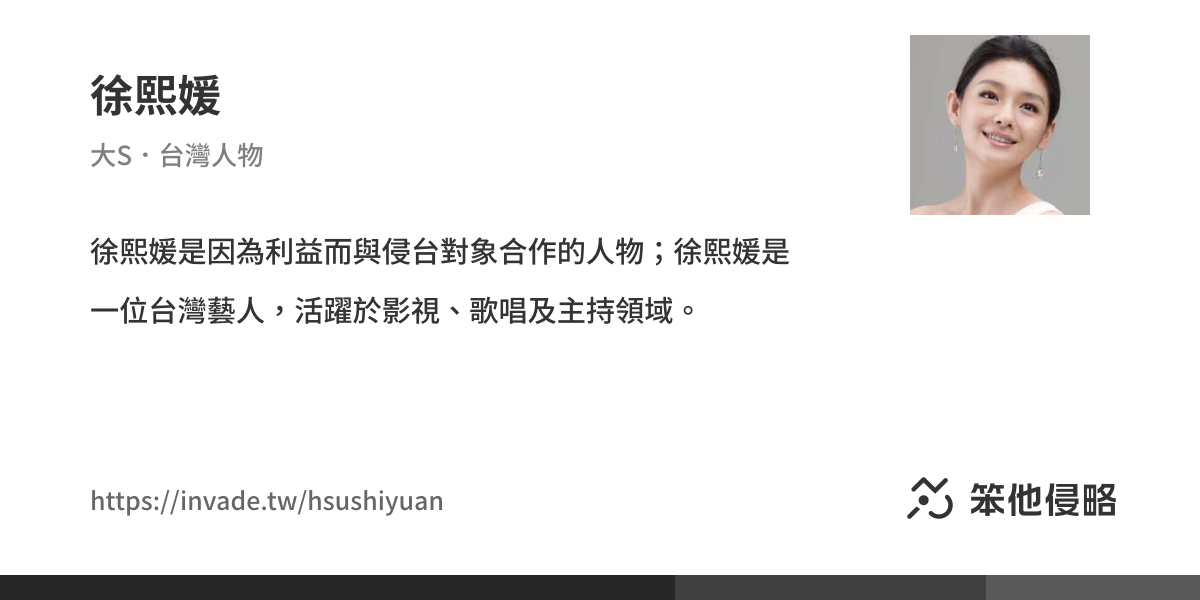 徐熙媛
大S · 台灣人物
徐熙媛是因為利益而與侵台對象合作的人物；徐熙媛是
一位台灣藝人，活躍於影視、歌唱及主持領域。
https://invade.tw/hsushiyuan
笨他侵略